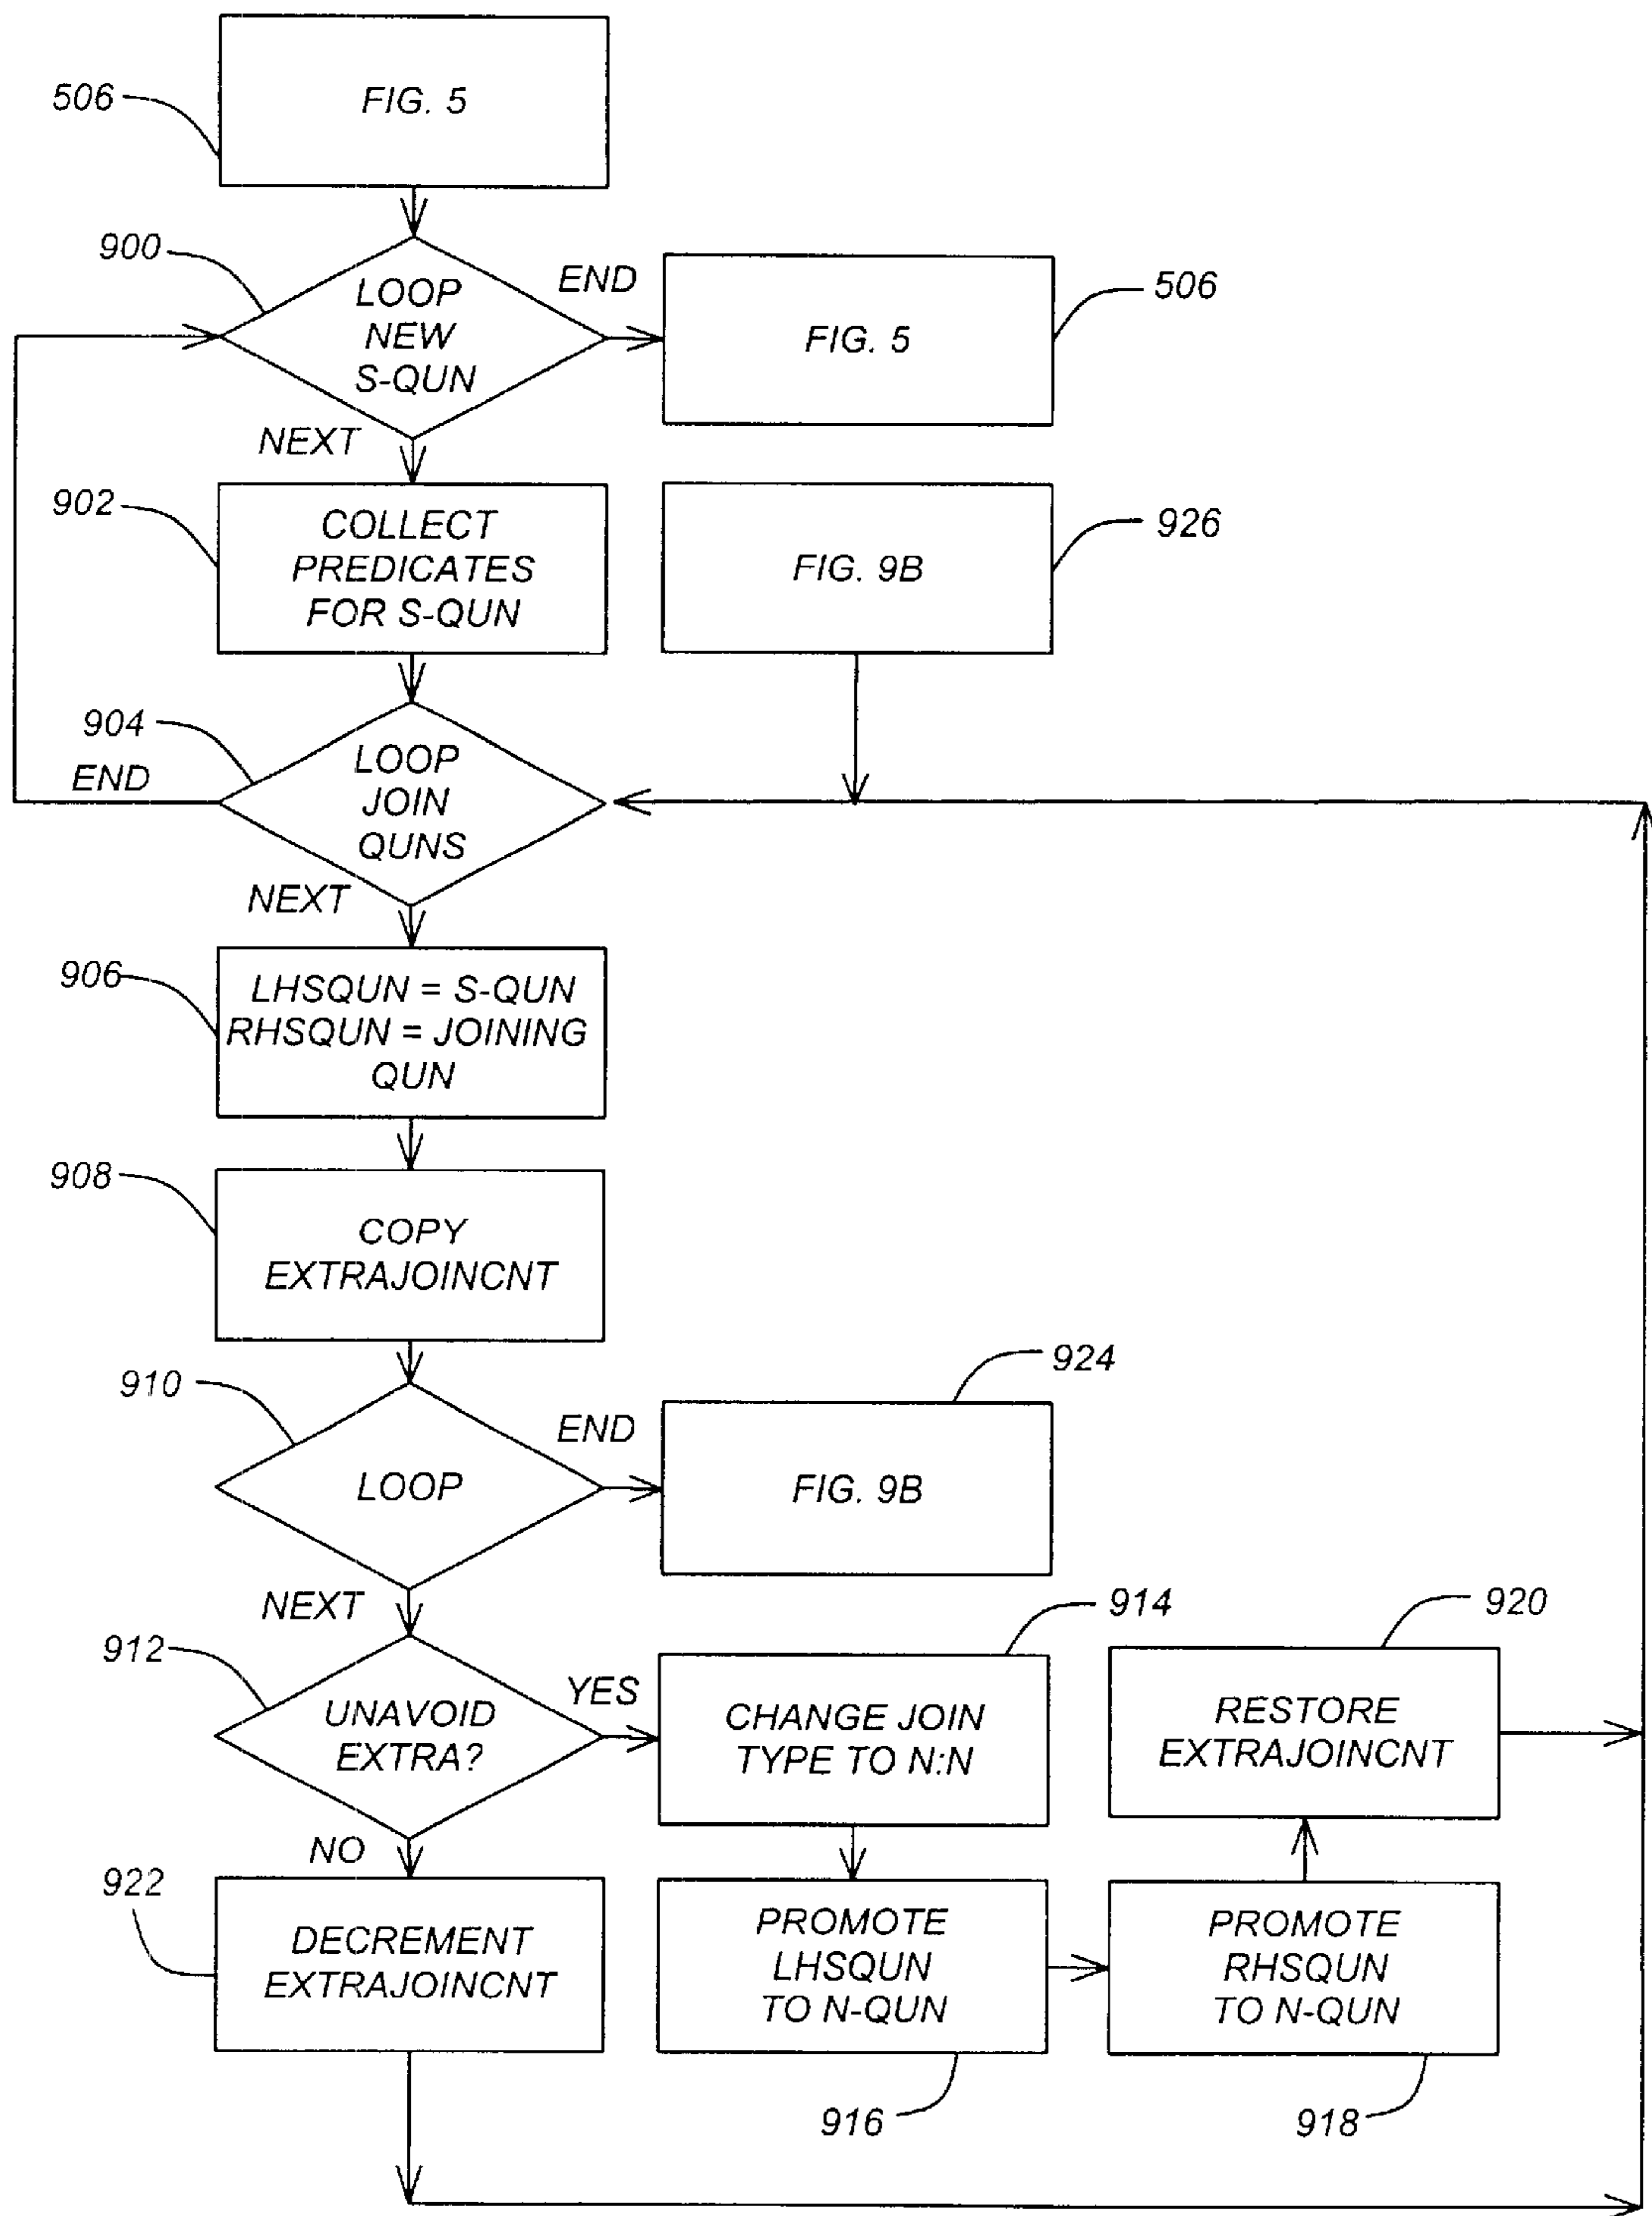 506
FIG. 5
900
LOOP
NEW
S-QUN
END
FIG. 5
506
NEXT
902
COLLECT
PREDICATES
FOR S-QUN
FIG. 9B
926
904
END
LOOP
JOIN
QUNS
NEXT
906
LHSQUN = S-QUN
RHSQUN = JOINING
QUN
908
COPY
EXTRAJOINCNT
910
LOOP
END
924
FIG. 9B
NEXT
912
UNAVOID
EXTRA?
YES
914
CHANGE JOIN
TYPE TO N:N
920
RESTORE
EXTRAJOINCNT
NO
922
DECREMENT
EXTRAJOINCNT
PROMOTE
LHSQUN
TO N-QUN
916
PROMOTE
RHSQUN
TO N-QUN
918